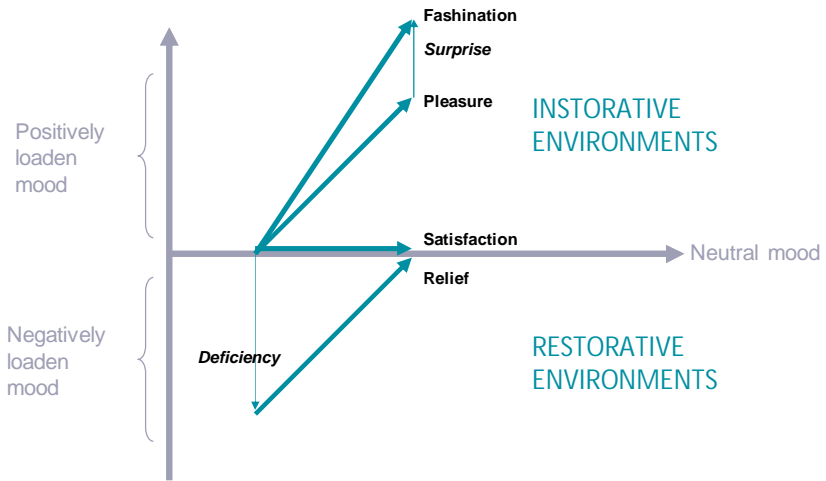 Fashination
Surprise
Pleasure
INSTORATIVE
ENVIRONMENTS
Positively
loaden
mood
Satisfaction
Neutral mood
Relief
Negatively
loaden
mood
Deficiency
RESTORATIVE
ENVIRONMENTS